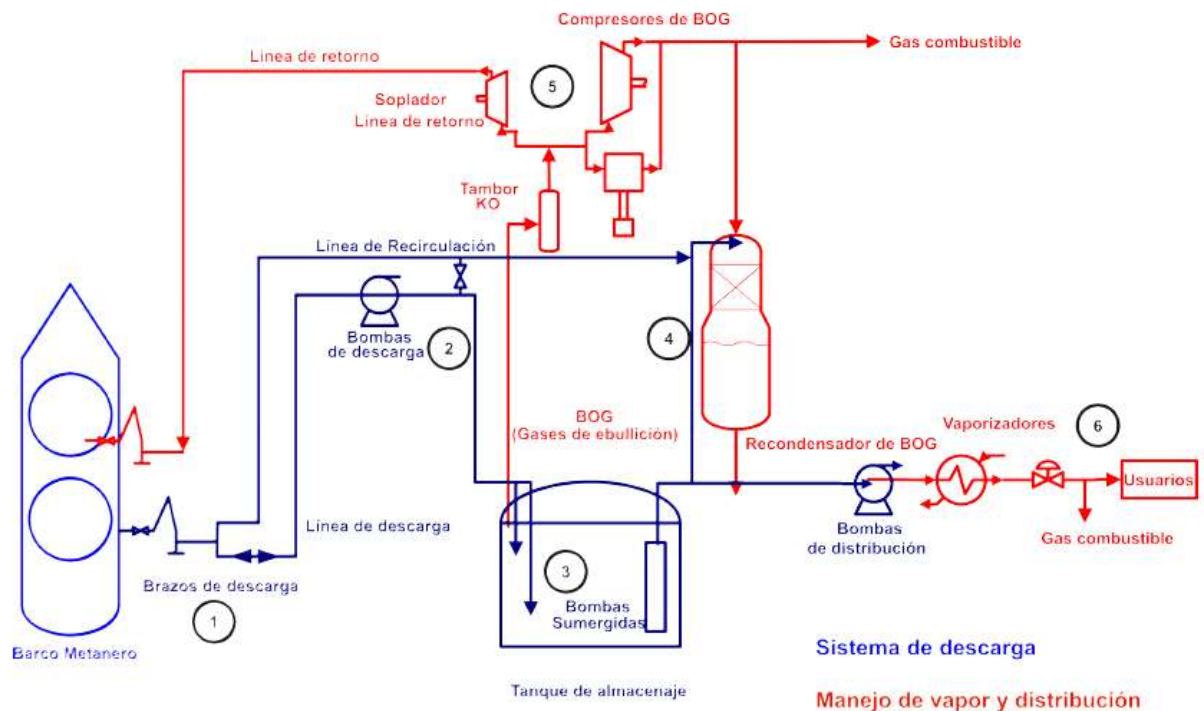 Compresores de BOG
Gas combustible
Linea de retorno
5
Soplador
Linea de retorno
Tambor
KO
Línea de Recirculación
Bombas
de descarga
2
4
BOG
(Gases de ebullición)
Recondensador de BOG
Vaporizadores
6
Usuarios
Línea de descarga
Bombas
de distribución
Gas combustible
3
Brazos de descarga
Bombas
Sumergidas
1
Barco Metanero
Sistema de descarga
Tanque de almacenaje
Manejo de vapor y distribución